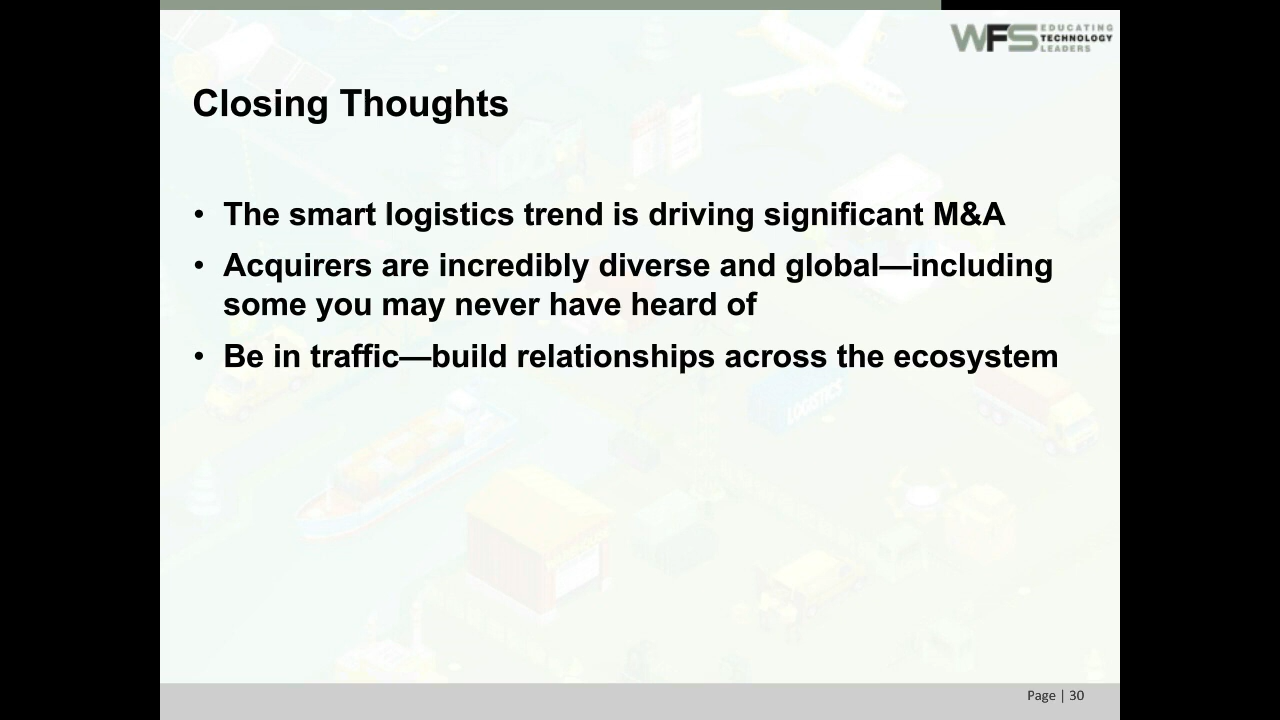 WFS EDUCATING
TECHNOLOGY
LEADERS
Closing Thoughts
• The smart logistics trend is driving significant M&A
• Acquirers are incredibly diverse and global—including
some you may never have heard of
• Be in traffic—build relationships across the ecosystem
LOGISTICS
Page | 30